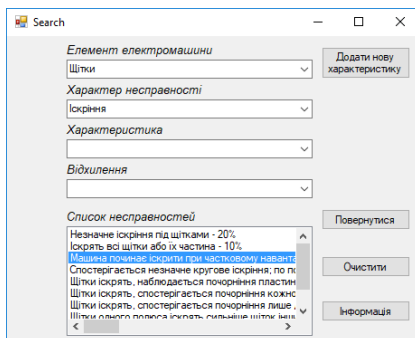 Search
Елемент електромашини
Щітки
Додати нову
характеристику
Характер несправності
Іскріння
Характеристика
Відхилення
Список несправностей
Незначне іскріння під щітками - 20%
Іскрять всі щітки або їх частина - 10%
Машина починає іскрити при частковому наванта
Спостерігається незначне кругове іскріння; по по
Щітки іскрять, наблюдається почорніння пластин
Щітки іскрять, спостерігається почорніння кожно
Щітки іскрять, спостерігається почорніння лише
Щітки одного полюса іскрять сильніше щіток інш
Повернутися
Очистити
Інформація